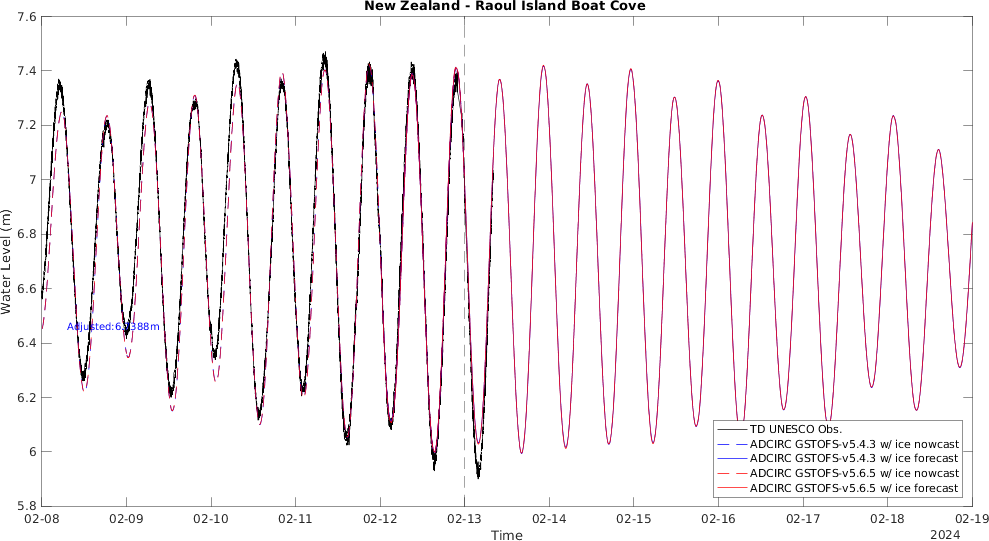 New Zealand - Raoul Island Boat Cove
7.6
7.4
7.2
7
6.8
6.6
6.4
6.2
6
5.8
Water Level (m)
TD UNESCO Obs.
ADCIRC GSTOFS-v5.4.3 w/ ice nowcast
ADCIRC GSTOFS-v5.4.3 w/ ice forecast
ADCIRC GSTOFS-v5.6.5 w/ ice nowcast
ADCIRC GSTOFS-v5.6.5 w/ ice forecast
02-08 02-09 02-10 02-11 02-12 02-13 02-14 02-15 02-16 02-17 02-18 02-19
Time
2024